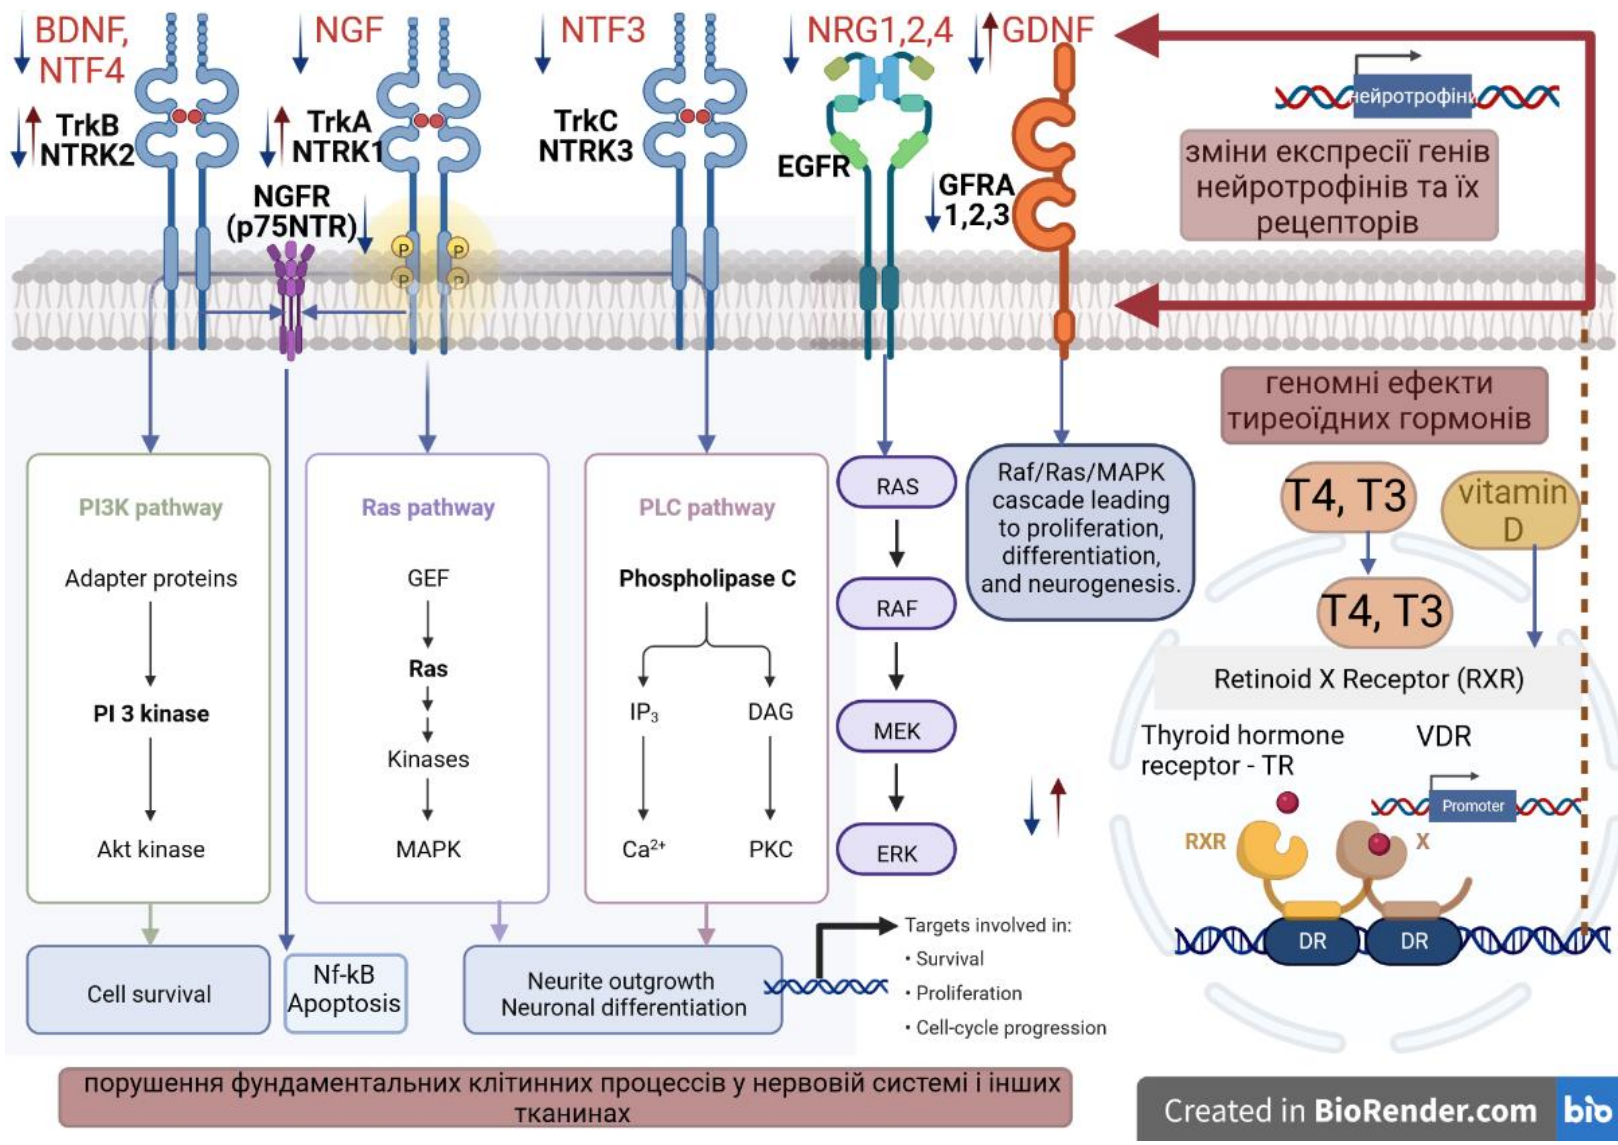 BDNF,
NTF4
NGF
NTF3
NRG1,2,4
GDNF
TrkB
NTRK2
TrkA
NTRK1
TrkC
NTRK3
NGFR
(p75NTR)
EGFR
GFRA
1,2,3
P
P
P
P
нейротрофіни
зміни експресії генів
нейротрофінів та їх
рецепторів
геномні ефекти
тиреоїдних гормонів
PI3K pathway
Adapter proteins
PI 3 kinase
Akt kinase
Cell survival
Nf-kB
Apoptosis
Ras pathway
GEF
Ras
Kinases
MAPK
PLC pathway
Phospholipase C
IP₃
DAG
Ca²⁺
PKC
Neurite outgrowth
Neuronal differentiation
RAS
RAF
MEK
ERK
Raf/Ras/MAPK
cascade leading
to proliferation,
differentiation,
and neurogenesis.
Targets involved in:
• Survival
• Proliferation
• Cell-cycle progression
T4, T3
vitamin
D
T4, T3
Retinoid X Receptor (RXR)
Thyroid hormone
receptor - TR
VDR
Promoter
RXR
X
DR
DR
порушення фундаментальних клітинних процессів у нервовій системі і інших
тканинах
Created in BioRender.com bio